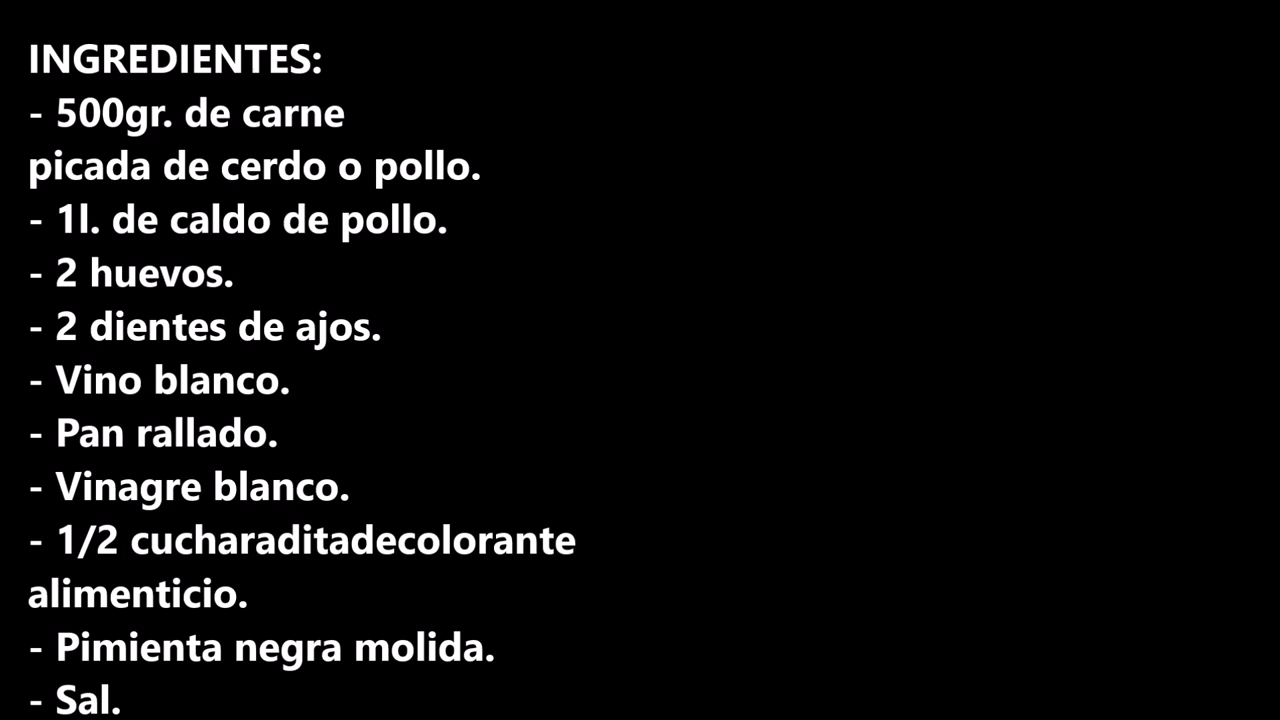 INGREDIENTES:
- 500gr. de carne
picada de cerdo o pollo.
- 1l. de caldo de pollo.
- 2 huevos.
- 2 dientes de ajos.
- Vino blanco.
- Pan rallado.
- Vinagre blanco.
- 1/2 cucharaditadecolorante
alimenticio.
- Pimienta negra molida.
- Sal.